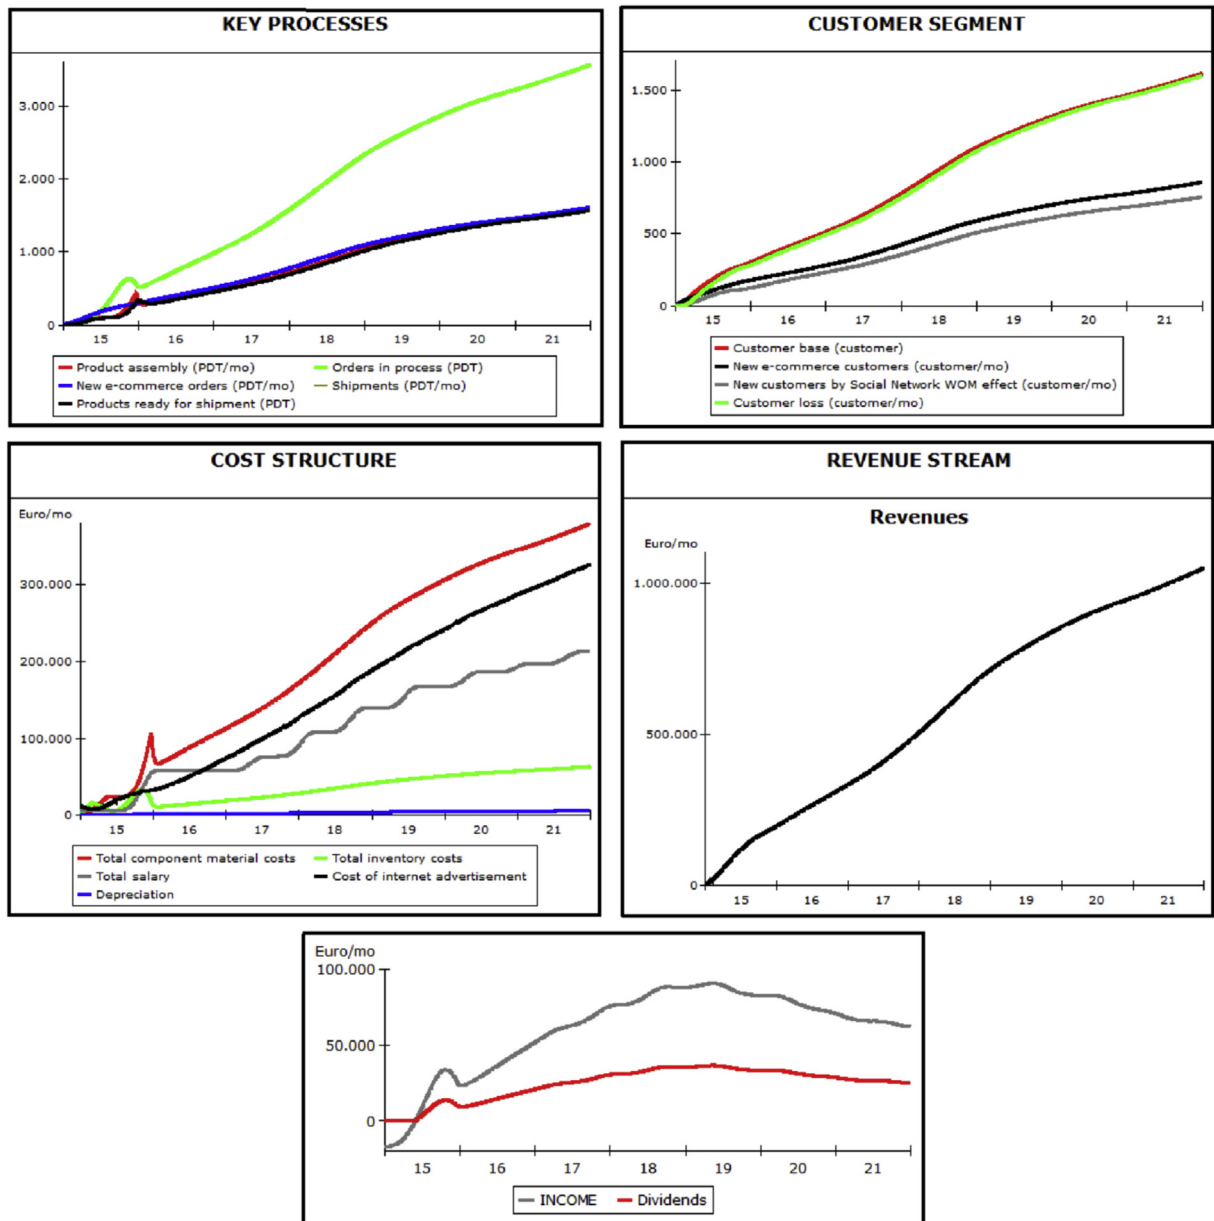 KEY PROCESSES
3.000
2.000
1.000
0
15 16 17 18 19 20 21
Product assembly (PDT/mo) Orders in process (PDT)
New e-commerce orders (PDT/mo) Shipments (PDT/mo)
Products ready for shipment (PDT)
CUSTOMER SEGMENT
1.500
1.000
500
0
15 16 17 18 19 20 21
Customer base (customer)
New e-commerce customers (customer/mo)
New customers by Social Network WOM effect (customer/mo)
Customer loss (customer/mo)
COST STRUCTURE
Euro/mo
300.000
200.000
100.000
0
15 16 17 18 19 20 21
Total component material costs Total inventory costs
Total salary Cost of internet advertisement
Depreciation
REVENUE STREAM
Revenues
Euro/mo
1.000.000
500.000
0
15 16 17 18 19 20 21
Euro/mo
100.000
50.000
0
15 16 17 18 19 20 21
INCOME Dividends